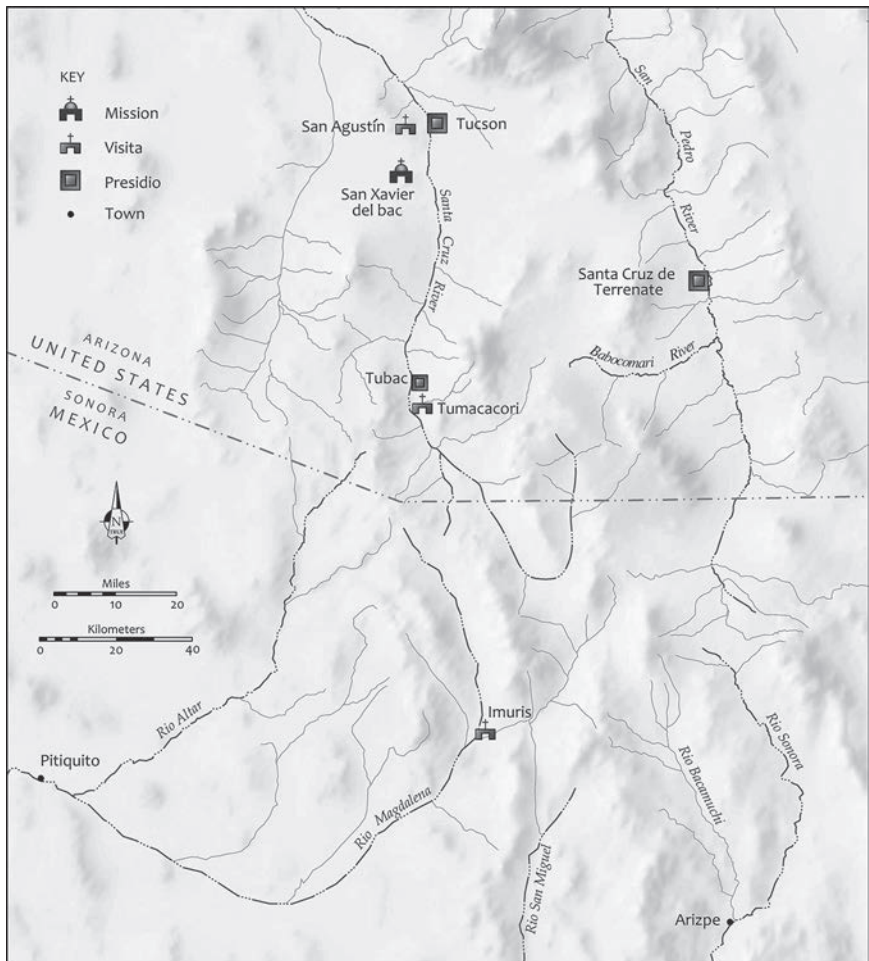 KEY
Mission
Visita
Presidio
Town
San Agustín
Tucson
San Xavier
del bac
Santa Cruz River
San Pedro River
Santa Cruz de
Terrenate
Babocomari River
Tubac
Tumacacori
ARIZONA
UNITED STATES
SONORA
MEXICO
N
Miles
0 10 20
Kilometers
0 20 40
Imuris
Rio Altar
Pitiquito
Rio Magdalena
Rio San Miguel
Rio Bacamuchi
Rio Sonora
Arizpe